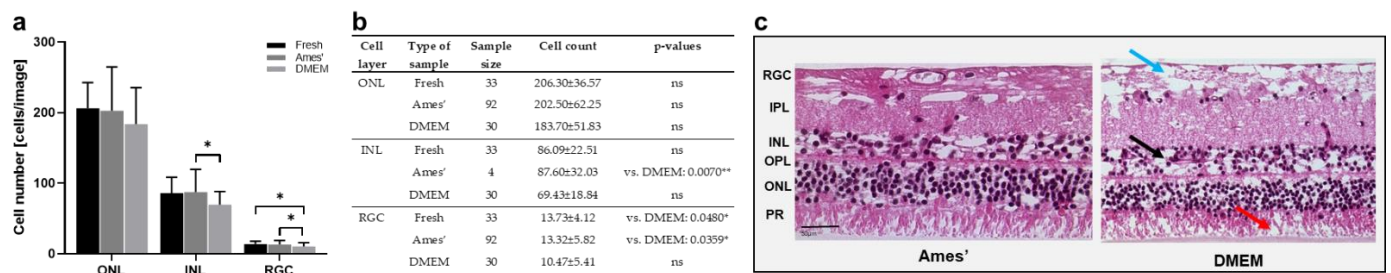 a
300
200
100
0
Cell number [cells/image]
Fresh
Ames'
DMEM
*
*
*
ONL
INL
RGC
b
Cell layer Type of sample Sample size Cell count p-values
ONL Fresh 33 206.30±36.57 ns
Ames' 92 202.50±62.25 ns
DMEM 30 183.70±51.83 ns
INL Fresh 33 86.09±22.51 ns
Ames' 4 87.60±32.03 vs. DMEM: 0.0070**
DMEM 30 69.43±18.84 ns
RGC Fresh 33 13.73±4.12 vs. DMEM: 0.0480*
Ames' 92 13.32±5.82 vs. DMEM: 0.0359*
DMEM 30 10.47±5.41 ns
c
RGC
IPL
INL
OPL
ONL
PR
Ames'
DMEM